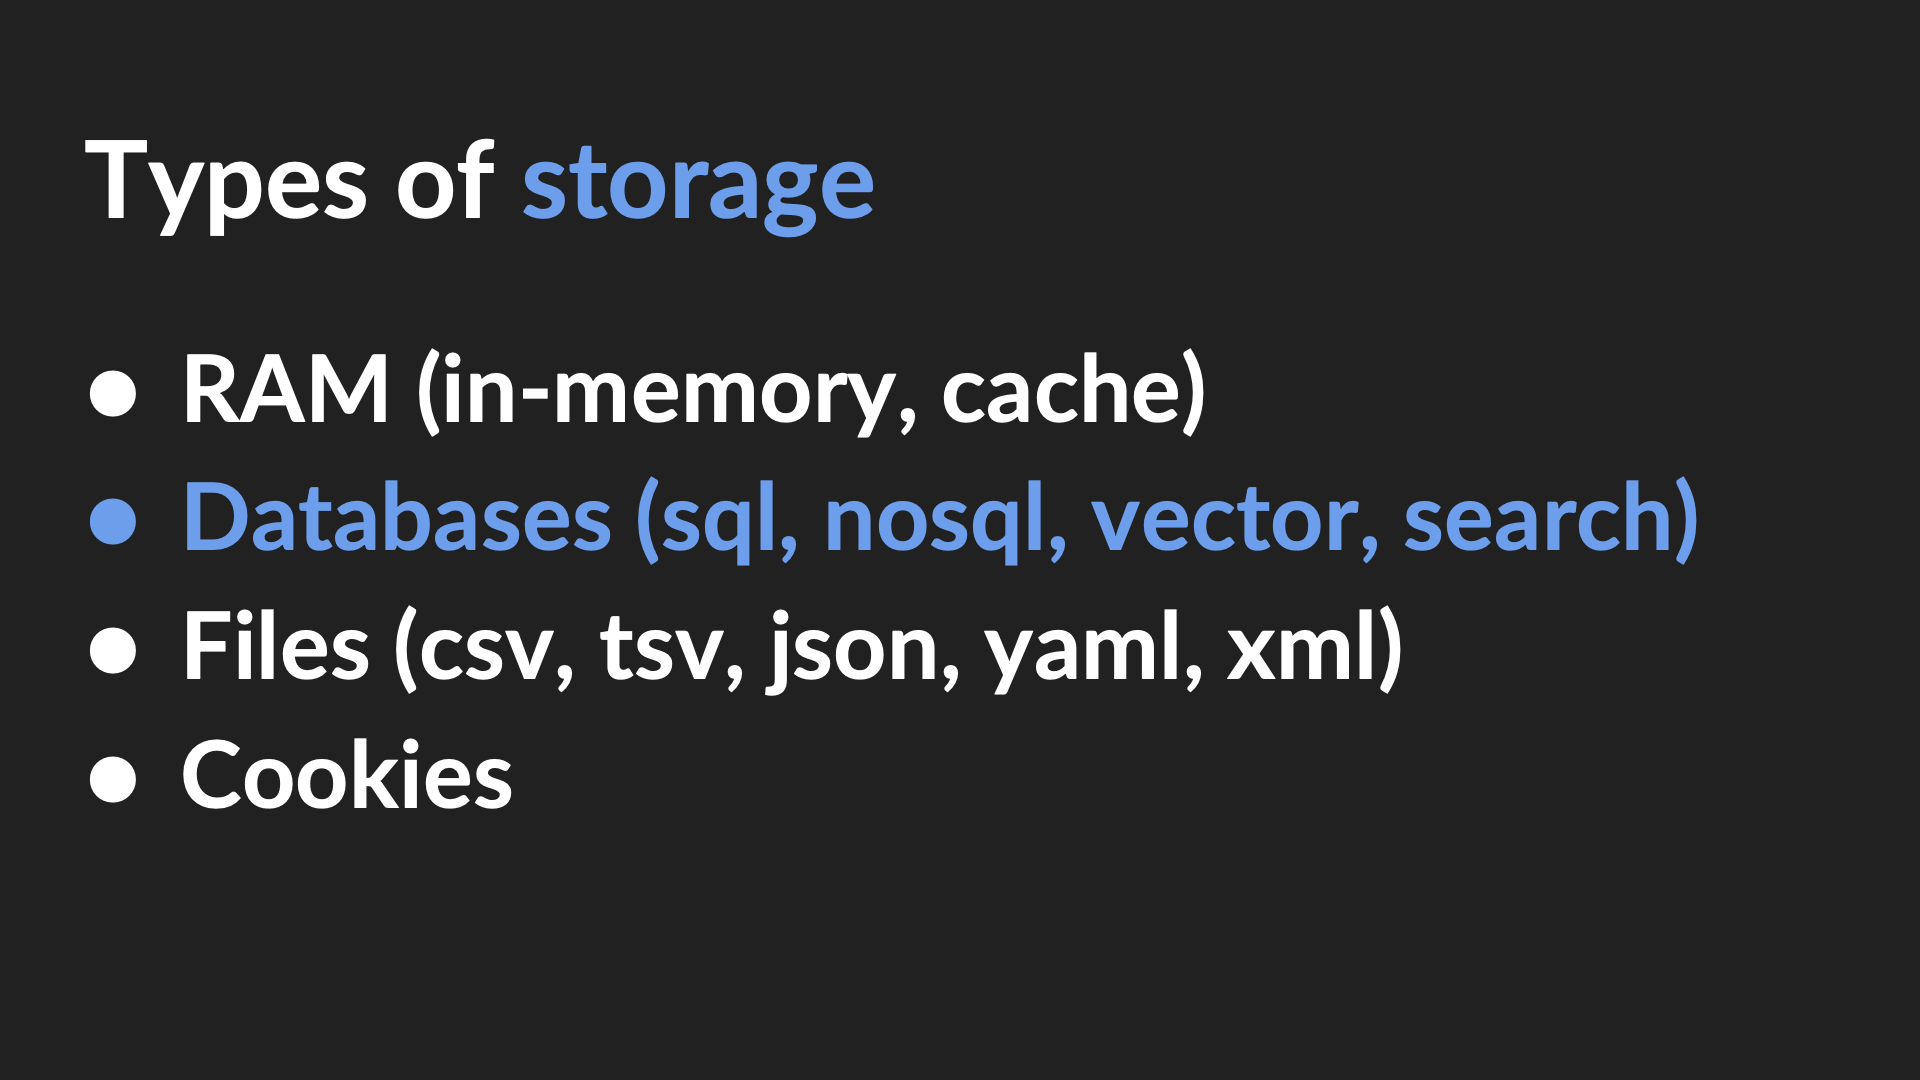 Types of storage
● RAM (in-memory, cache)
● Databases (sql, nosql, vector, search)
● Files (csv, tsv, json, yaml, xml)
● Cookies